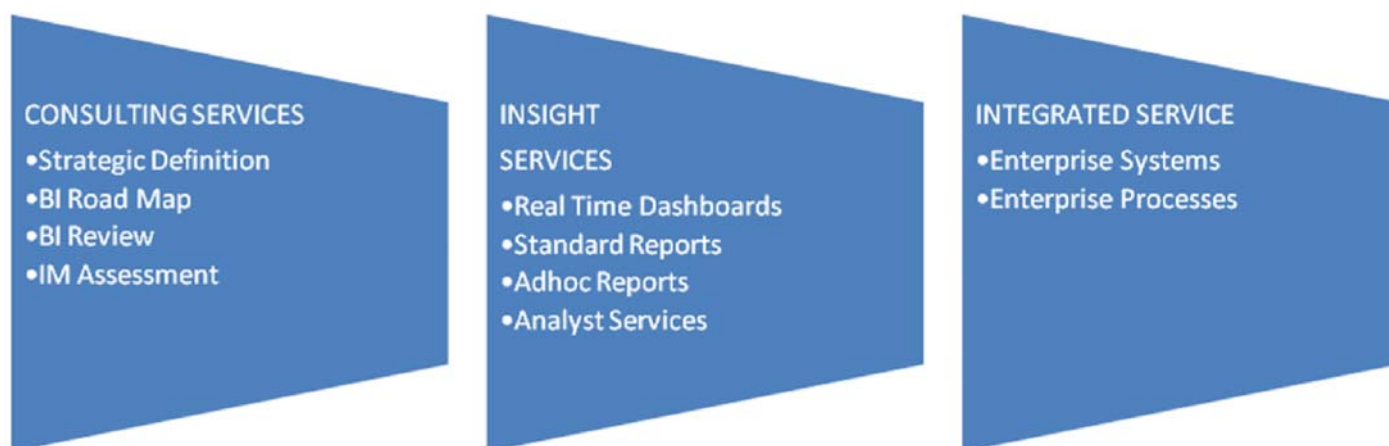 CONSULTING SERVICES
•Strategic Definition
•BI Road Map
•BI Review
•IM Assessment
INSIGHT
SERVICES
•Real Time Dashboards
•Standard Reports
•Adhoc Reports
•Analyst Services
INTEGRATED SERVICE
•Enterprise Systems
•Enterprise Processes